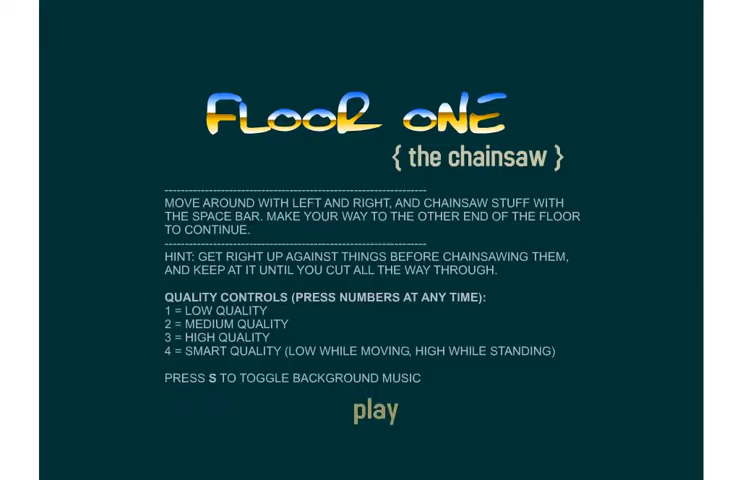 FLOOR ONE
{ the chainsaw }
-----------------------------------------------------------------
MOVE AROUND WITH LEFT AND RIGHT, AND CHAINSAW STUFF WITH
THE SPACE BAR. MAKE YOUR WAY TO THE OTHER END OF THE FLOOR
TO CONTINUE.
-----------------------------------------------------------------
HINT: GET RIGHT UP AGAINST THINGS BEFORE CHAINSAWING THEM,
AND KEEP AT IT UNTIL YOU CUT ALL THE WAY THROUGH.
QUALITY CONTROLS (PRESS NUMBERS AT ANY TIME):
1 = LOW QUALITY
2 = MEDIUM QUALITY
3 = HIGH QUALITY
4 = SMART QUALITY (LOW WHILE MOVING, HIGH WHILE STANDING)
PRESS S TO TOGGLE BACKGROUND MUSIC
play